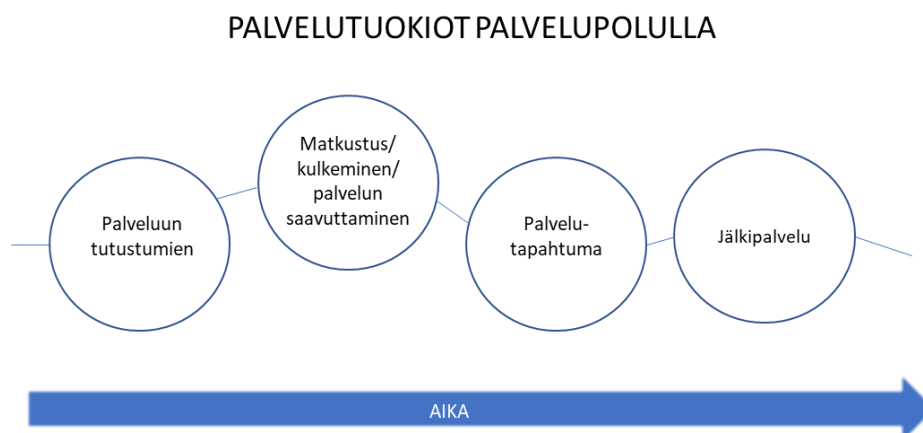 PALVELUTUOKIOT PALVELUPOLULLA
Palveluun
tutustumien
Matkustus/
kulkeminen/
palvelun
saavuttaminen
Palvelu-
tapahtuma
Jälkipalvelu
AIKA